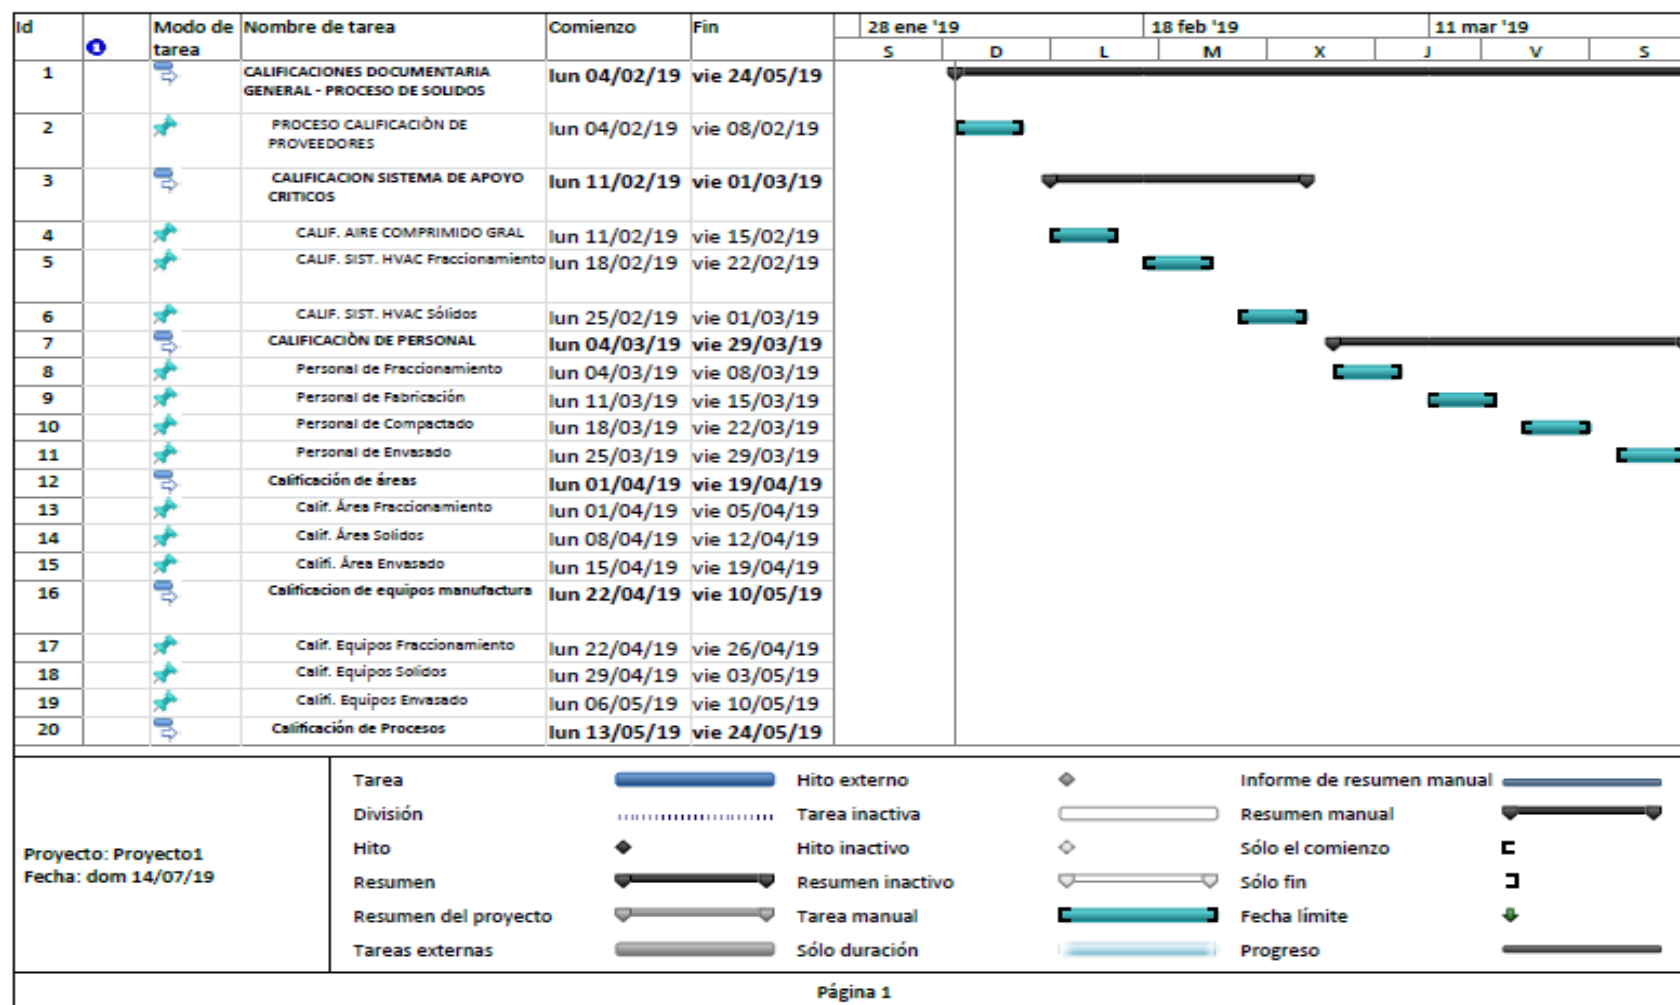 Id Modo de Nombre de tarea Comienzo Fin 28 ene '19 18 feb '19 11 mar '19
tarea S D L M X J V S
1 CALIFICACIONES DOCUMENTARIA lun 04/02/19 vie 24/05/19
GENERAL - PROCESO DE SOLIDOS
2 PROCESO CALIFICACIÒN DE lun 04/02/19 vie 08/02/19
PROVEEDORES
3 CALIFICACION SISTEMA DE APOYO lun 11/02/19 vie 01/03/19
CRITICOS
4 CALIF. AIRE COMPRIMIDO GRAL lun 11/02/19 vie 15/02/19
5 CALIF. SIST. HVAC Fraccionamiento lun 18/02/19 vie 22/02/19
6 CALIF. SIST. HVAC Sólidos lun 25/02/19 vie 01/03/19
7 CALIFICACIÒN DE PERSONAL lun 04/03/19 vie 29/03/19
8 Personal de Fraccionamiento lun 04/03/19 vie 08/03/19
9 Personal de Fabricación lun 11/03/19 vie 15/03/19
10 Personal de Compactado lun 18/03/19 vie 22/03/19
11 Personal de Envasado lun 25/03/19 vie 29/03/19
12 Calificación de áreas lun 01/04/19 vie 19/04/19
13 Calif. Área Fraccionamiento lun 01/04/19 vie 05/04/19
14 Calif. Área Solidos lun 08/04/19 vie 12/04/19
15 Califi. Área Envasado lun 15/04/19 vie 19/04/19
16 Calificacion de equipos manufactura lun 22/04/19 vie 10/05/19
17 Calif. Equipos Fraccionamiento lun 22/04/19 vie 26/04/19
18 Calif. Equipos Solidos lun 29/04/19 vie 03/05/19
19 Califi. Equipos Envasado lun 06/05/19 vie 10/05/19
20 Calificación de Procesos lun 13/05/19 vie 24/05/19
Proyecto: Proyecto1
Fecha: dom 14/07/19
Tarea Hito externo Informe de resumen manual
División Tarea inactiva Resumen manual
Hito Hito inactivo Sólo el comienzo
Resumen Resumen inactivo Sólo fin
Resumen del proyecto Tarea manual Fecha límite
Tareas externas Sólo duración Progreso
Página 1